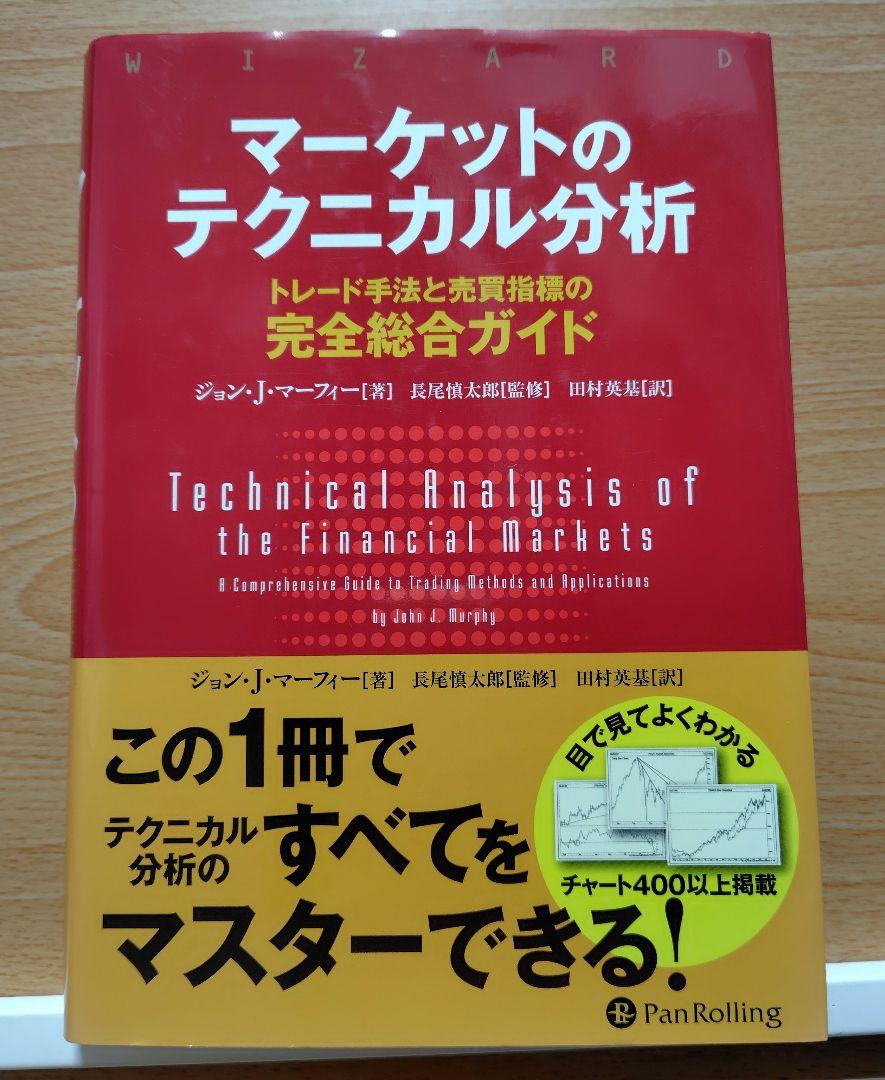 WIZARD
マーケットの
テクニカル分析
トレード手法と売買指標の
完全総合ガイド
ジョン・J・マーフィー[著] 長尾慎太郎[監修] 田村英基[訳]
Technical Analysis of
the Financial Markets
A Comprehensive Guide to Trading Methods and Applications
by John J. Murphy
ジョン・J・マーフィー[著] 長尾慎太郎[監修] 田村英基[訳]
この1冊で
テクニカル
分析の
すべてを
マスターできる!
目で見てよくわかる
チャート400以上掲載
PanRolling